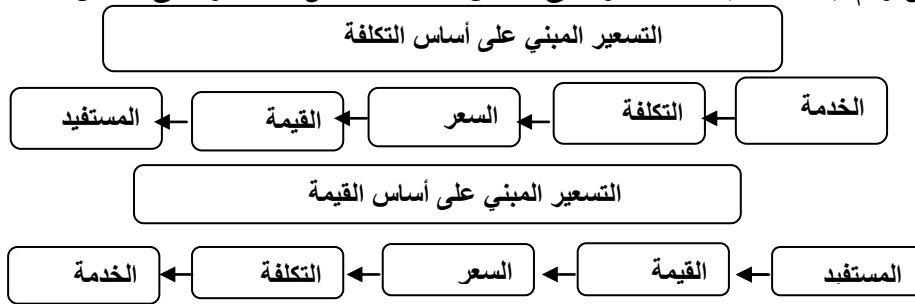 التسعير المبني على أساس التكلفة
الخدمة التكلفة السعر القيمة المستفيد
التسعير المبني على أساس القيمة
المستفيد القيمة السعر التكلفة الخدمة